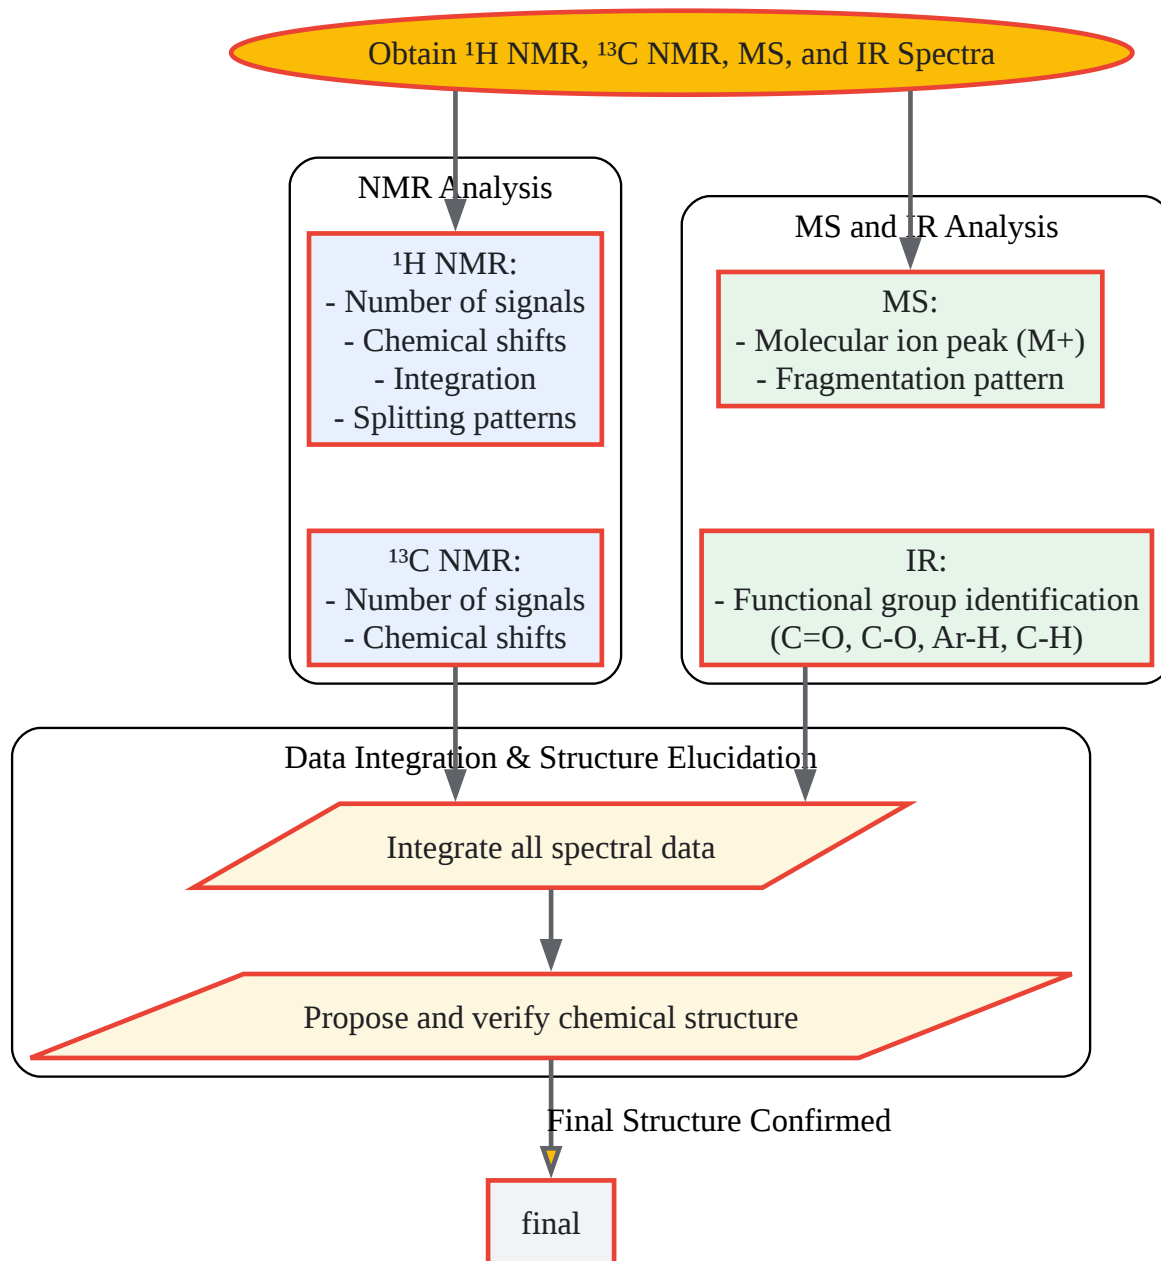 Obtain ¹H NMR, ¹³C NMR, MS, and IR Spectra
NMR Analysis
¹H NMR:
- Number of signals
- Chemical shifts
- Integration
- Splitting patterns
¹³C NMR:
- Number of signals
- Chemical shifts
MS and IR Analysis
MS:
- Molecular ion peak (M+)
- Fragmentation pattern
IR:
- Functional group identification
(C=O, C-O, Ar-H, C-H)
Data Integration & Structure Elucidation
Integrate all spectral data
Propose and verify chemical structure
Final Structure Confirmed
final